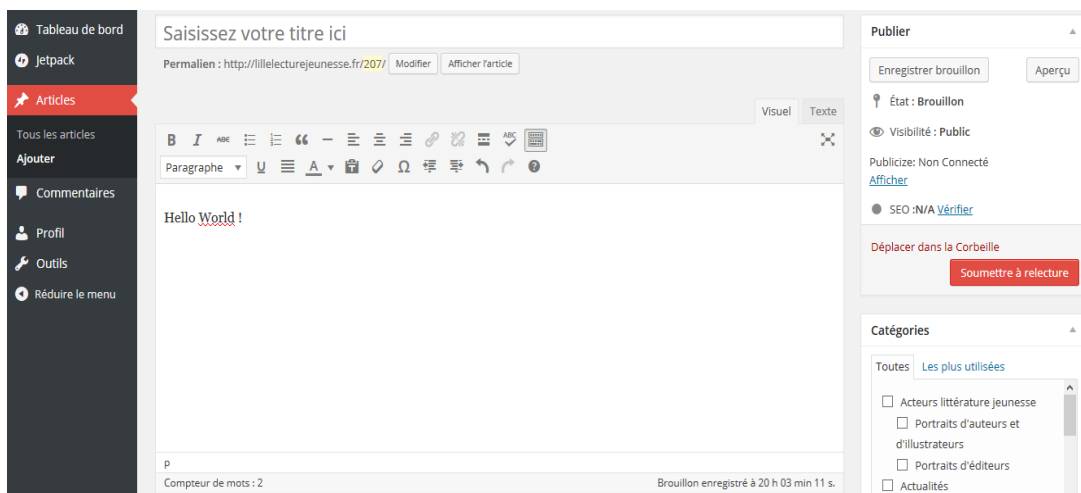 Tableau de bord
Jetpack
Articles
Tous les articles
Ajouter
Commentaires
Profil
Outils
Réduire le menu
Saisissez votre titre ici
Permalien : http://lillelecturejeunesse.fr/207/ Modifier Afficher l'article
Visuel Texte
B I ABE ABC
Paragraphe U A Ω
Hello World !
p
Compteur de mots : 2 Brouillon enregistré à 20 h 03 min 11 s.
Publier
Enregistrer brouillon Aperçu
État : Brouillon
Visibilité : Public
Publicize: Non Connecté
Afficher
SEO :N/A Vérifier
Déplacer dans la Corbeille
Soumettre à relecture
Catégories
Toutes Les plus utilisées
Acteurs littérature jeunesse
Portraits d'auteurs et
d'illustrateurs
Portraits d'éditeurs
Actualités